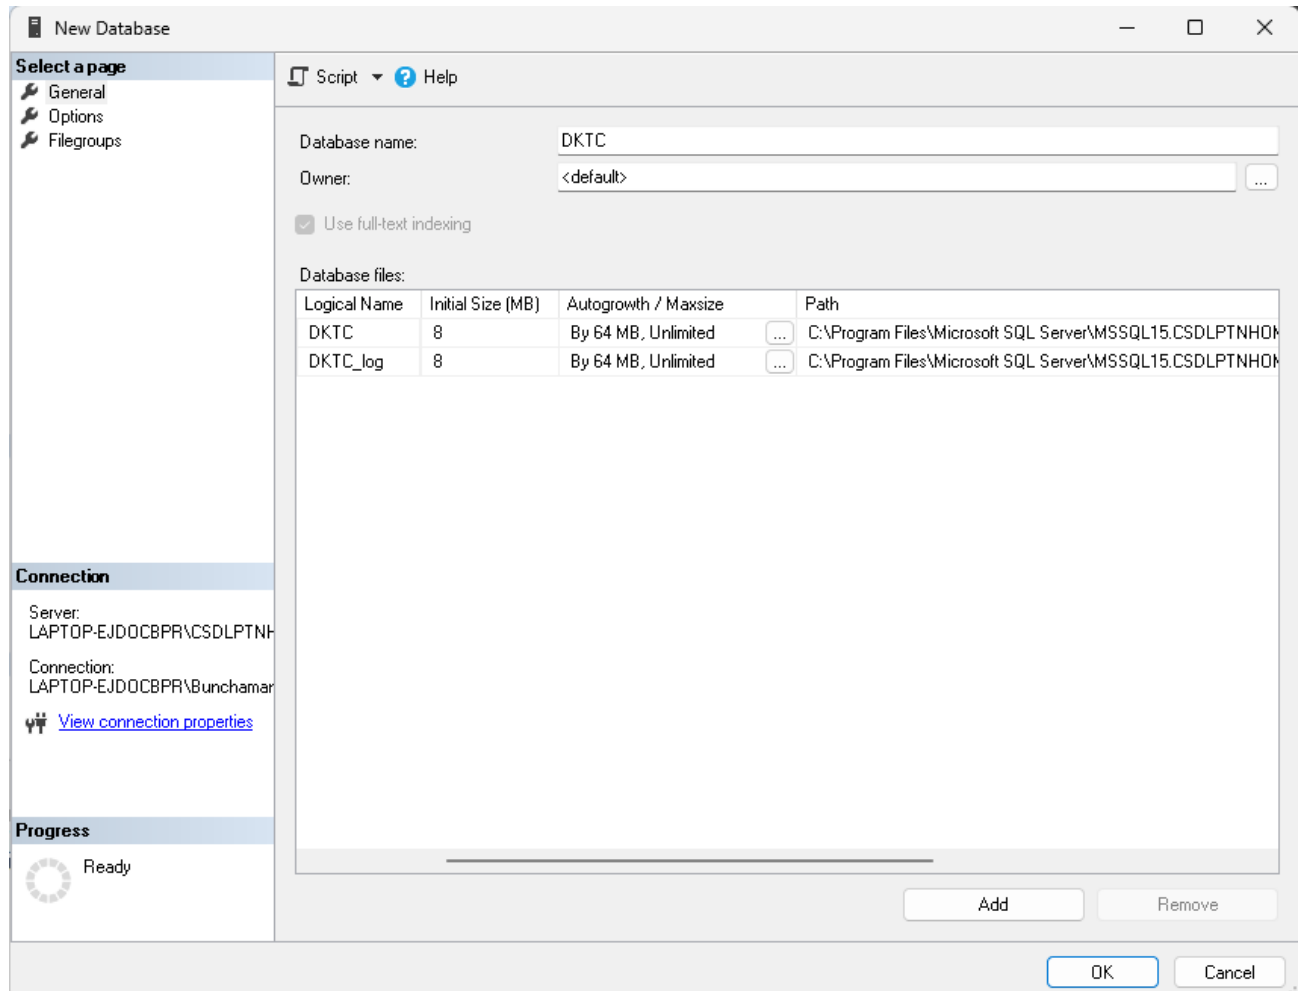 New Database
Select a page
General
Options
Filegroups
Script Help
Database name: DKTC
Owner: <default> ...
Use full-text indexing
Database files:
Logical Name Initial Size (MB) Autogrowth / Maxsize Path
DKTC 8 By 64 MB, Unlimited ... C:\Program Files\Microsoft SQL Server\MSSQL15.CSDLPTNHOM
DKTC_log 8 By 64 MB, Unlimited ... C:\Program Files\Microsoft SQL Server\MSSQL15.CSDLPTNHOM
Connection
Server:
LAPTOP-EJDOCBPR\CSDLPTNH
Connection:
LAPTOP-EJDOCBPR\Bunchamar
View connection properties
Progress
Ready
Add Remove
OK Cancel